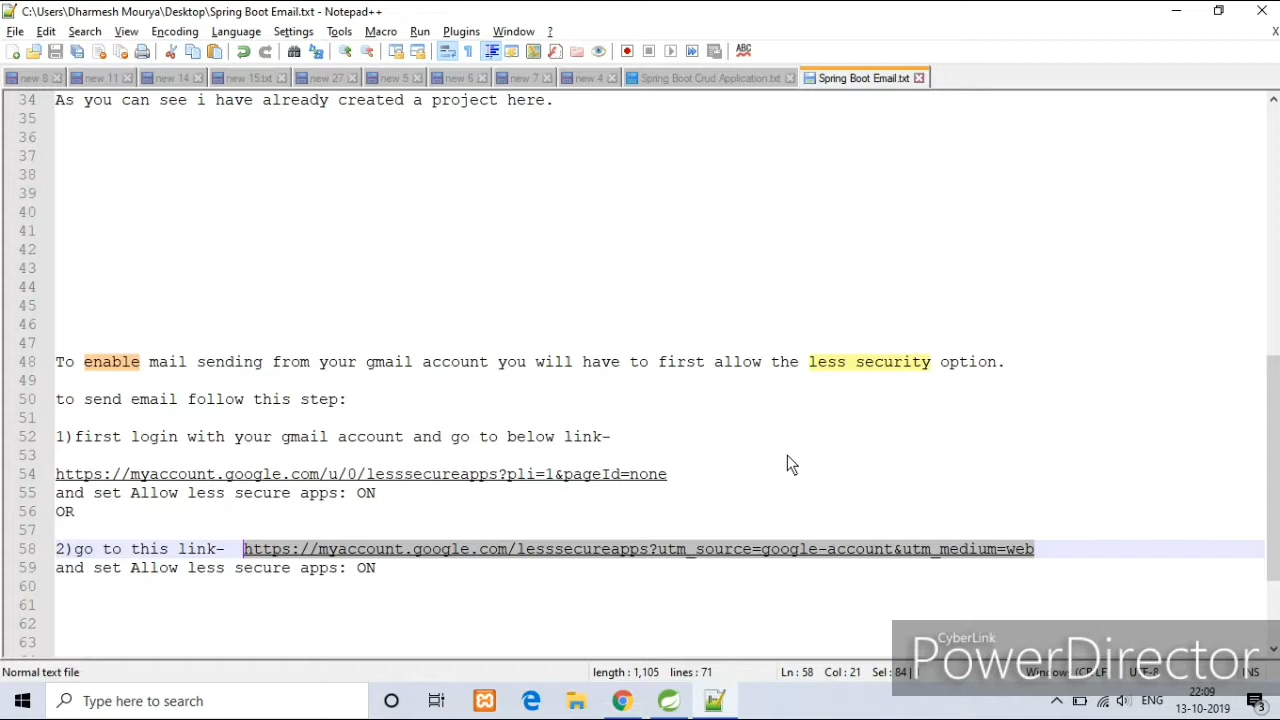 C:\Users\Dharmesh Mourya\Desktop\Spring Boot Email.txt - Notepad++
File Edit Search View Encoding Language Settings Tools Macro Run Plugins Window ? X
new 8 new 11 new 14 new 15.txt new 27 new 5 new 6 new 7 new 4 Spring Boot Crud Application.txt Spring Boot Email.txt
34 As you can see i have already created a project here.
35
36
37
38
39
40
41
42
43
44
45
46
47
48 To enable mail sending from your gmail account you will have to first allow the less security option.
49
50 to send email follow this step:
51
52 1)first login with your gmail account and go to below link-
53
54 https://myaccount.google.com/u/0/lesssecureapps?pli=1&pageId=none
55 and set Allow less secure apps: ON
56 OR
57
58 2)go to this link- https://myaccount.google.com/lesssecureapps?utm_source=google-account&utm_medium=web
59 and set Allow less secure apps: ON
60
61
62
63
CyberLink
PowerDirector
Normal text file length : 1,105 lines : 71 Ln : 58 Col : 21 Sel : 84 | Windows (CR LF) UTF-8 INS
Type here to search ENG 22:09
13-10-2019 3